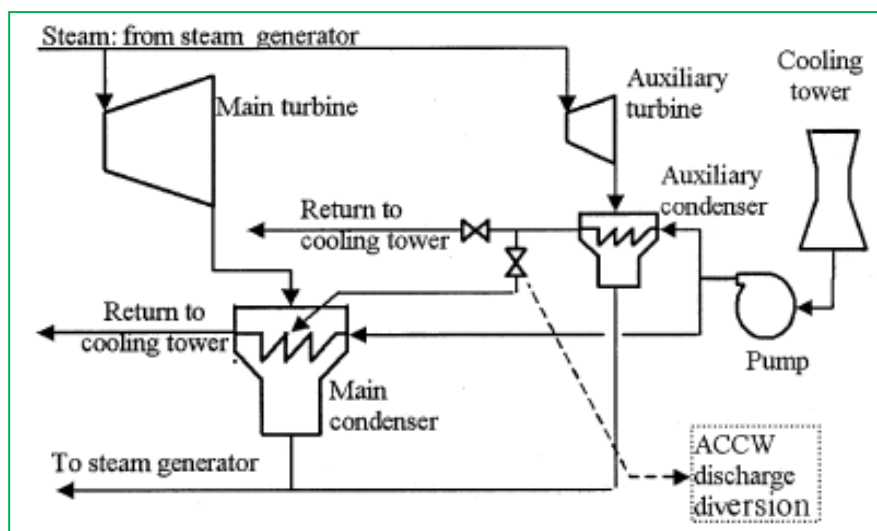 Steam: from steam generator
Main turbine
Auxiliary
turbine
Cooling
tower
Return to
cooling tower
Auxiliary
condenser
Return to
cooling tower
Pump
Main
condenser
To steam generator
ACCW
discharge
diversion